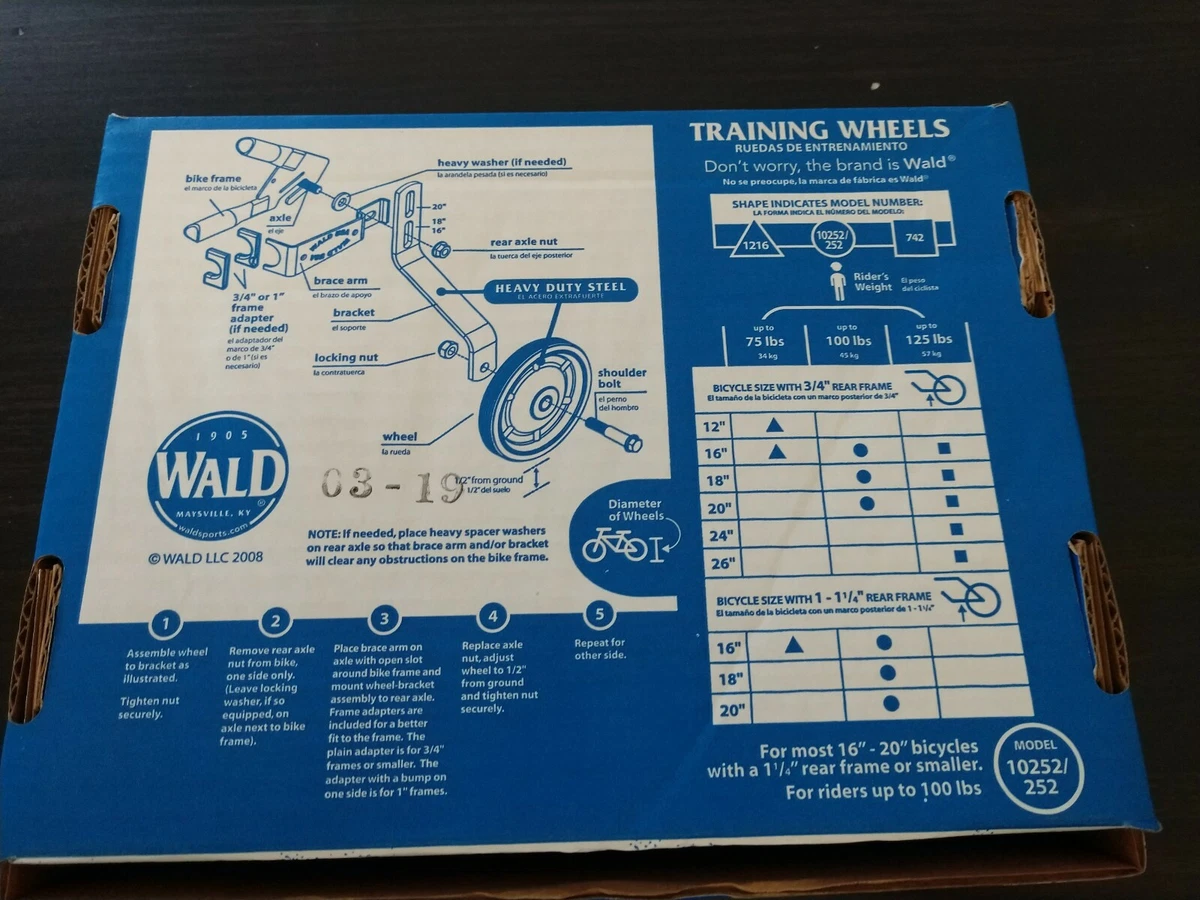 bike frame
el marco de la bicicleta
heavy washer (if needed)
la arandela pesada (si es necesario)
axle
el eje
20"
18"
16"
rear axle nut
la tuerca del eje posterior
WALD USA
WALD USA
brace arm
el brazo de apoyo
3/4" or 1"
frame
adapter
(if needed)
el adaptador del
marco de 3/4"
o de 1" (si es
necesario)
HEAVY DUTY STEEL
EL ACERO EXTRAFUERTE
bracket
el soporte
locking nut
la contratuerca
shoulder
bolt
el perno
del hombro
wheel
la rueda
1905
WALD®
MAYSVILLE, KY
waldsports.com
© WALD LLC 2008
03-19
1/2" from ground
1/2" del suelo
NOTE: If needed, place heavy spacer washers
on rear axle so that brace arm and/or bracket
will clear any obstructions on the bike frame.
Diameter
of Wheels
1
Assemble wheel
to bracket as
illustrated.
Tighten nut
securely.
2
Remove rear axle
nut from bike,
one side only.
(Leave locking
washer, if so
equipped, on
axle next to bike
frame).
3
Place brace arm on
axle with open slot
around bike frame and
mount wheel-bracket
assembly to rear axle.
Frame adapters are
included for a better
fit to the frame. The
plain adapter is for 3/4"
frames or smaller. The
adapter with a bump on
one side is for 1" frames.
4
Replace axle
nut, adjust
wheel to 1/2"
from ground
and tighten nut
securely.
5
Repeat for
other side.
TRAINING WHEELS
RUEDAS DE ENTRENAMIENTO
Don't worry, the brand is Wald®
No se preocupe, la marca de fábrica es Wald®
SHAPE INDICATES MODEL NUMBER:
LA FORMA INDICA EL NÚMERO DEL MODELO:
1216
10252/
252
742
Rider's
Weight
El peso
del ciclista
up to
75 lbs
34 kg
up to
100 lbs
45 kg
up to
125 lbs
57 kg
BICYCLE SIZE WITH 3/4" REAR FRAME
El tamaño de la bicicleta con un marco posterior de 3/4"
12" ▲
16" ▲ ● ■
18" ● ■
20" ● ■
24" ■
26" ■
BICYCLE SIZE WITH 1 - 1 1/4" REAR FRAME
El tamaño de la bicicleta con un marco posterior de 1 - 1 1/4"
16" ▲ ●
18" ●
20" ●
For most 16" - 20" bicycles
with a 1 1/4" rear frame or smaller.
For riders up to 100 lbs
MODEL
10252/
252